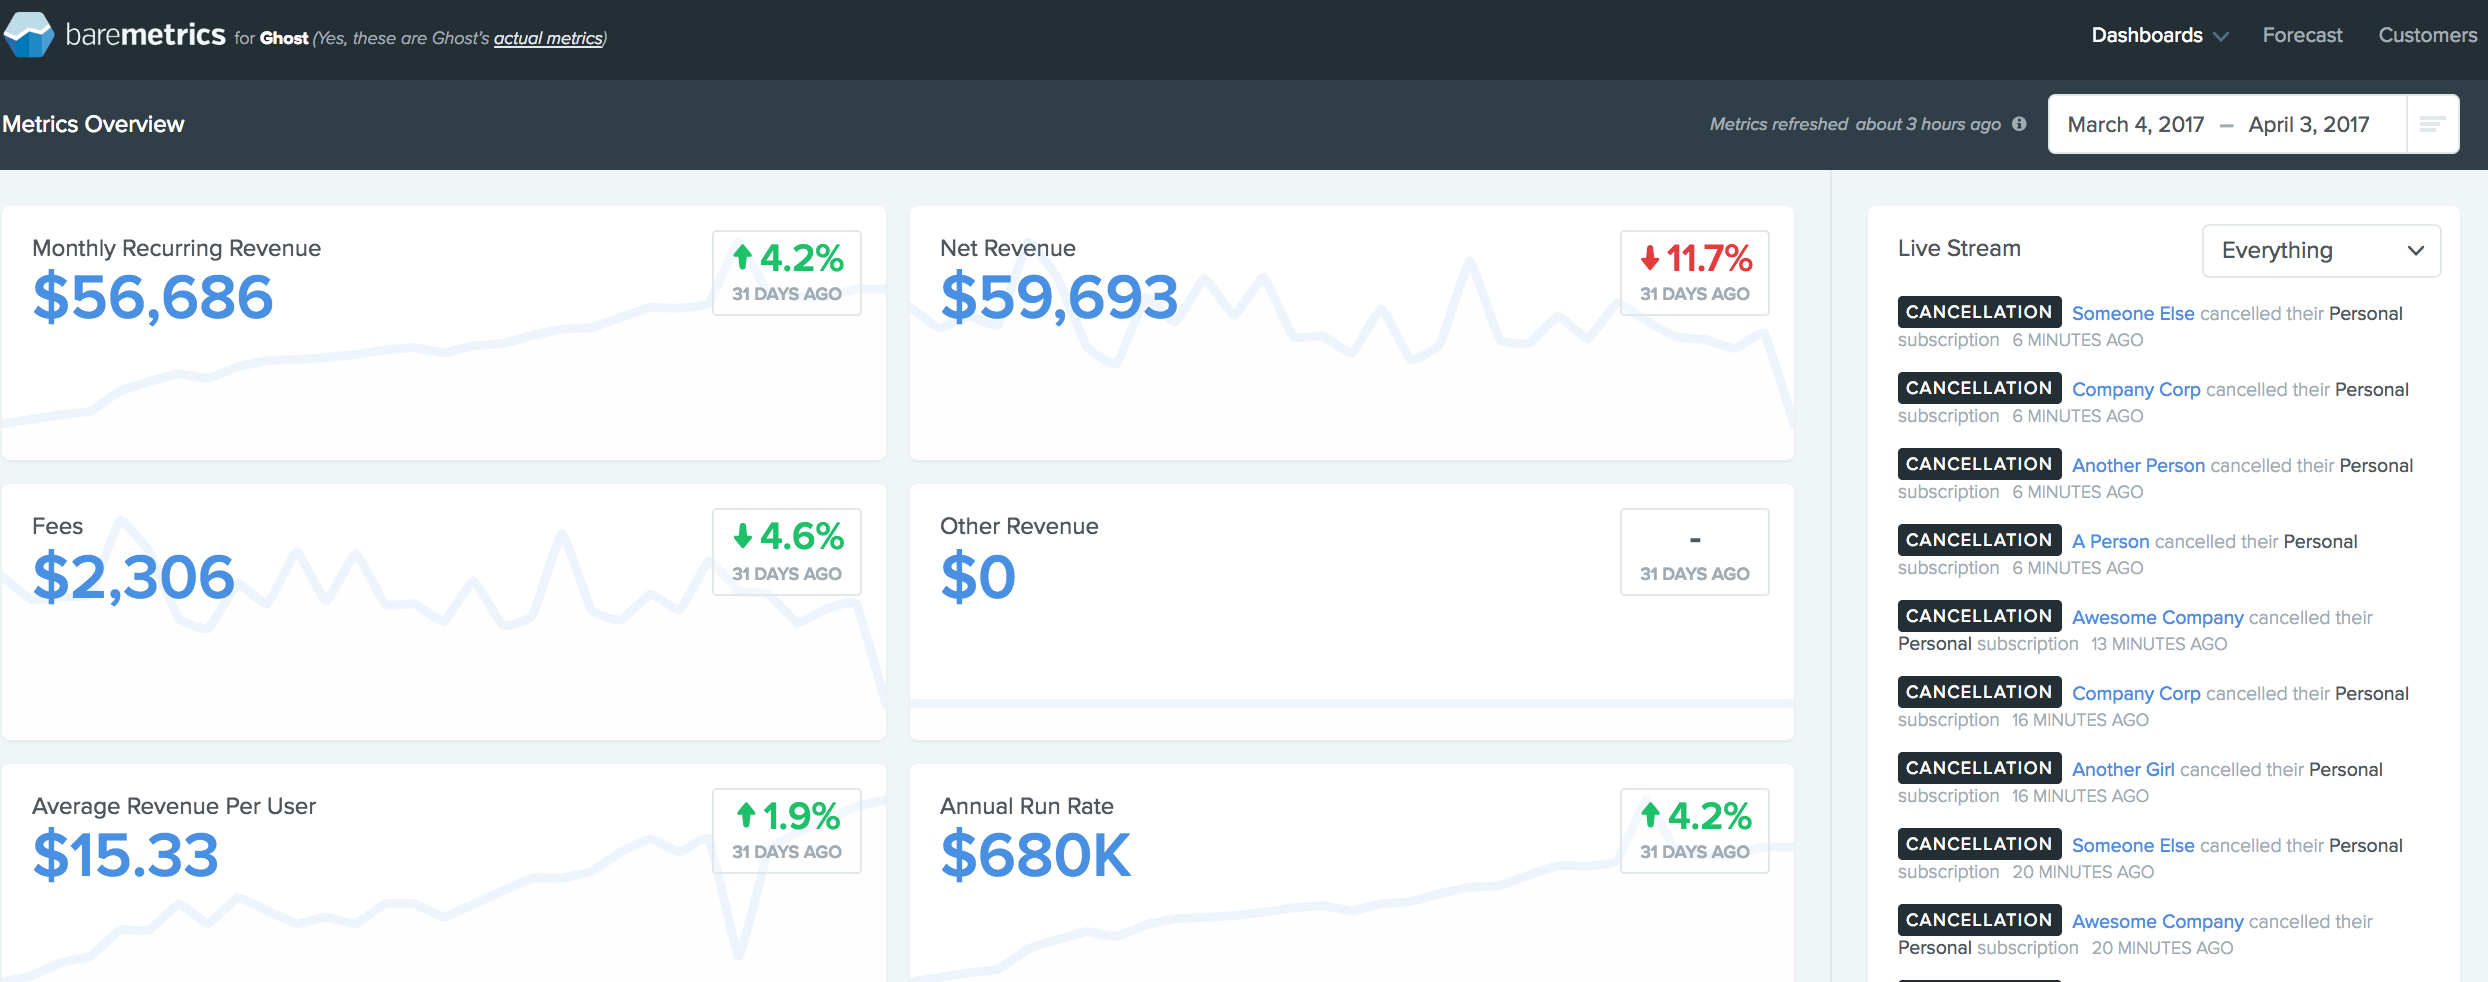 baremetrics for Ghost (Yes, these are Ghost's actual metrics)
Dashboards
Forecast
Customers
Metrics Overview
Metrics refreshed about 3 hours ago
March 4, 2017 – April 3, 2017
Monthly Recurring Revenue
$56,686
4.2%
31 DAYS AGO
Net Revenue
$59,693
11.7%
31 DAYS AGO
Fees
$2,306
4.6%
31 DAYS AGO
Other Revenue
$0
-
31 DAYS AGO
Average Revenue Per User
$15.33
1.9%
31 DAYS AGO
Annual Run Rate
$680K
4.2%
31 DAYS AGO
Live Stream
Everything
CANCELLATION Someone Else cancelled their Personal
subscription 6 MINUTES AGO
CANCELLATION Company Corp cancelled their Personal
subscription 6 MINUTES AGO
CANCELLATION Another Person cancelled their Personal
subscription 6 MINUTES AGO
CANCELLATION A Person cancelled their Personal
subscription 6 MINUTES AGO
CANCELLATION Awesome Company cancelled their
Personal subscription 13 MINUTES AGO
CANCELLATION Company Corp cancelled their Personal
subscription 16 MINUTES AGO
CANCELLATION Another Girl cancelled their Personal
subscription 16 MINUTES AGO
CANCELLATION Someone Else cancelled their Personal
subscription 20 MINUTES AGO
CANCELLATION Awesome Company cancelled their
Personal subscription 20 MINUTES AGO